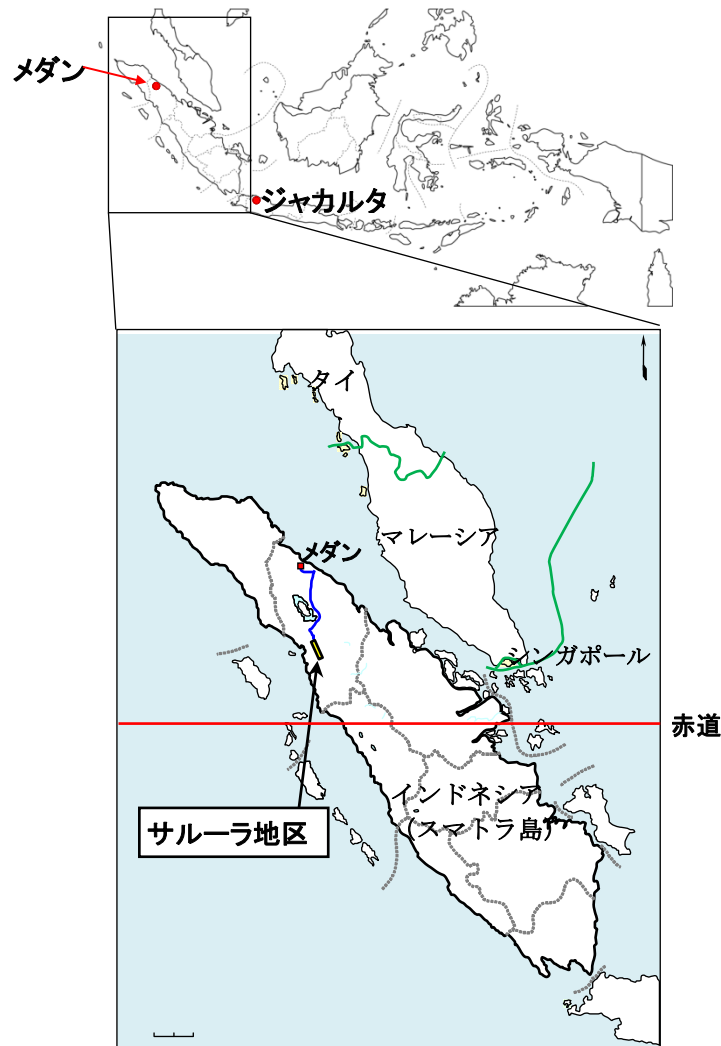 メダン
ジャカルタ
タイ
マレーシア
メダン
シンガポール
赤道
インドネシア
（スマトラ島）
サルーラ地区